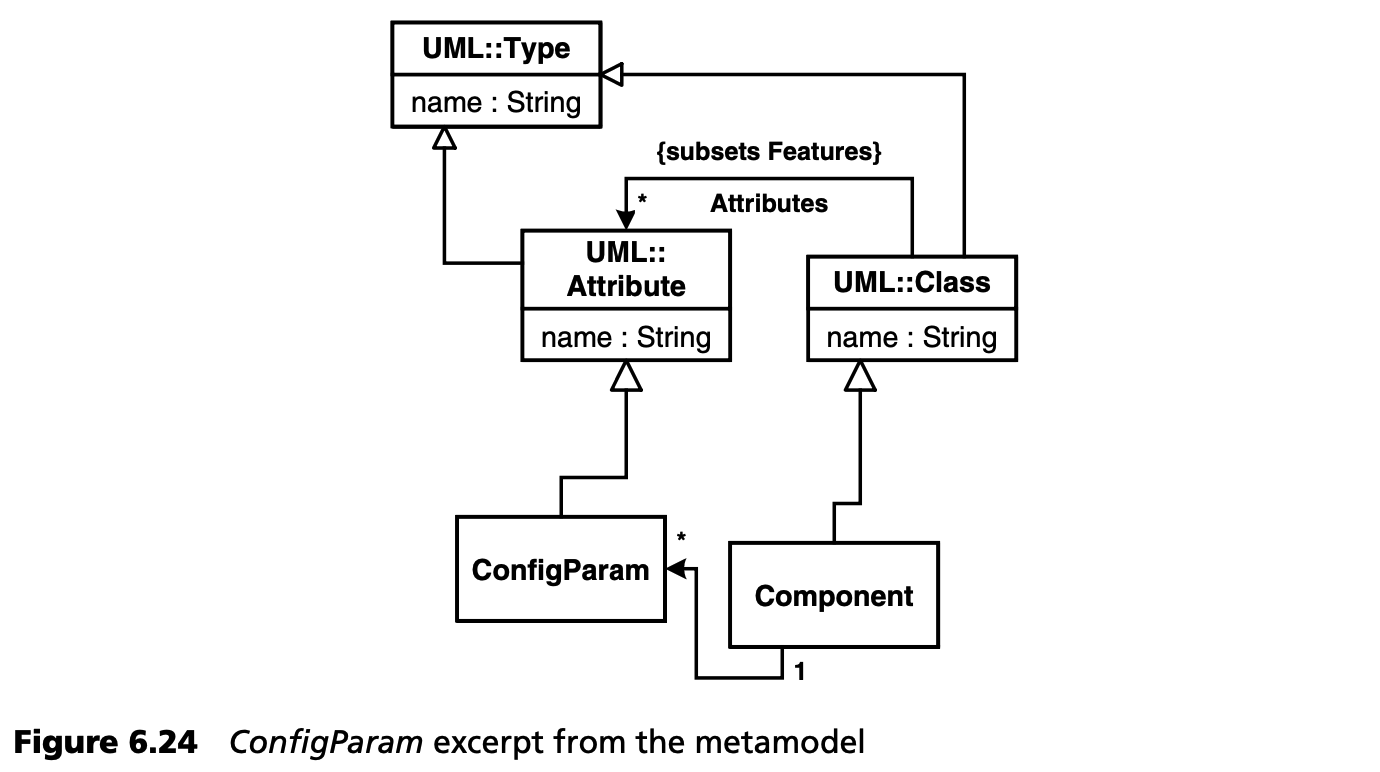 UML::Type
name : String
{subsets Features}
*
Attributes
UML::
Attribute
name : String
UML::Class
name : String
*
ConfigParam
Component
1
Figure 6.24 ConfigParam excerpt from the metamodel